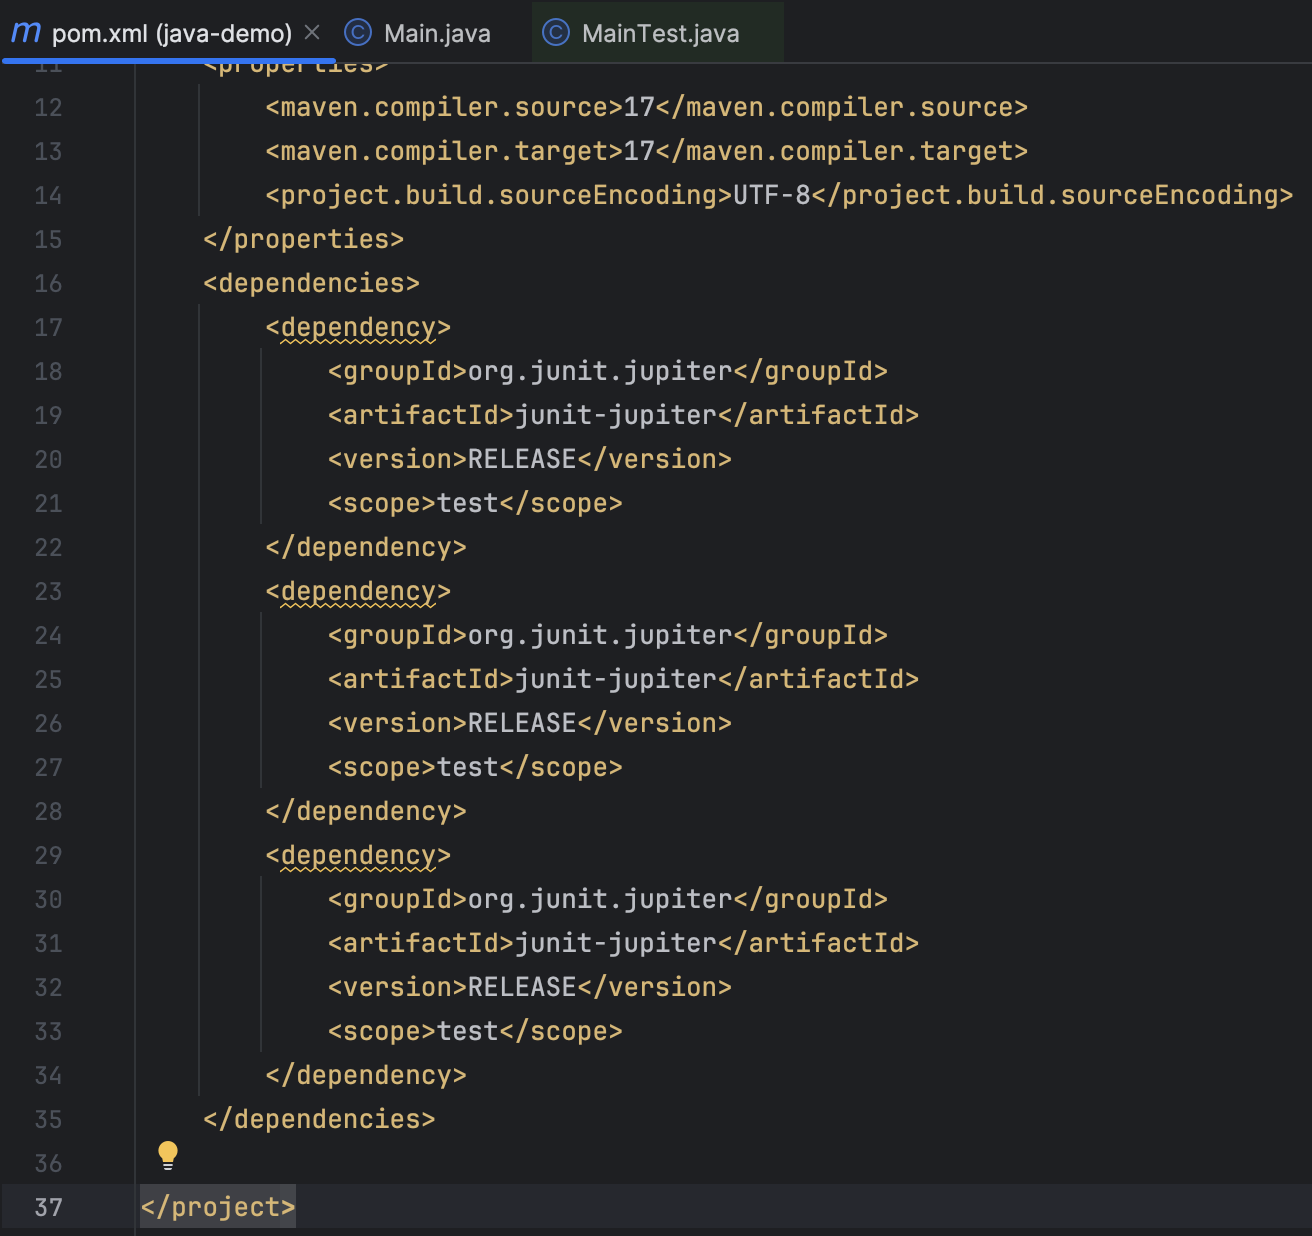 m pom.xml (java-demo) × C Main.java C MainTest.java
11 <properties>
12 <maven.compiler.source>17</maven.compiler.source>
13 <maven.compiler.target>17</maven.compiler.target>
14 <project.build.sourceEncoding>UTF-8</project.build.sourceEncoding>
15 </properties>
16 <dependencies>
17 <dependency>
18 <groupId>org.junit.jupiter</groupId>
19 <artifactId>junit-jupiter</artifactId>
20 <version>RELEASE</version>
21 <scope>test</scope>
22 </dependency>
23 <dependency>
24 <groupId>org.junit.jupiter</groupId>
25 <artifactId>junit-jupiter</artifactId>
26 <version>RELEASE</version>
27 <scope>test</scope>
28 </dependency>
29 <dependency>
30 <groupId>org.junit.jupiter</groupId>
31 <artifactId>junit-jupiter</artifactId>
32 <version>RELEASE</version>
33 <scope>test</scope>
34 </dependency>
35 </dependencies>
36
37 </project>